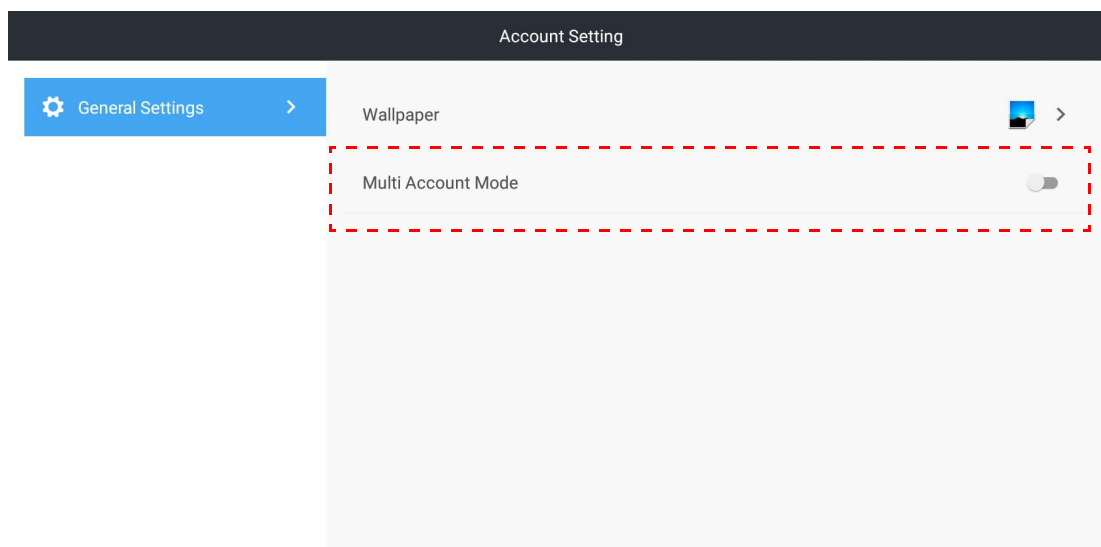 Account Setting
General Settings
Wallpaper
Multi Account Mode